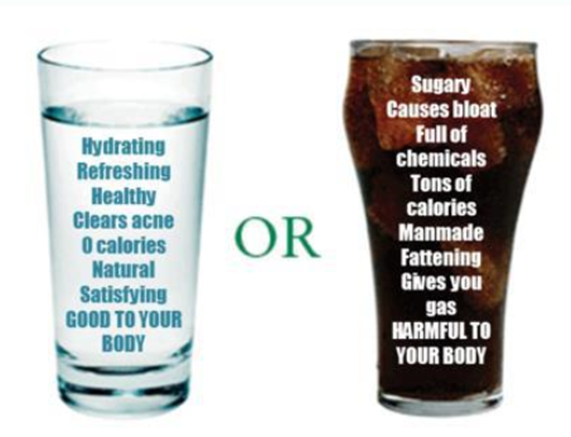 Hydrating
Refreshing
Healthy
Clears acne
0 calories
Natural
Satisfying
GOOD TO YOUR
BODY
OR
Sugary
Causes bloat
Full of
chemicals
Tons of
calories
Manmade
Fattening
Gives you
gas
HARMFUL TO
YOUR BODY